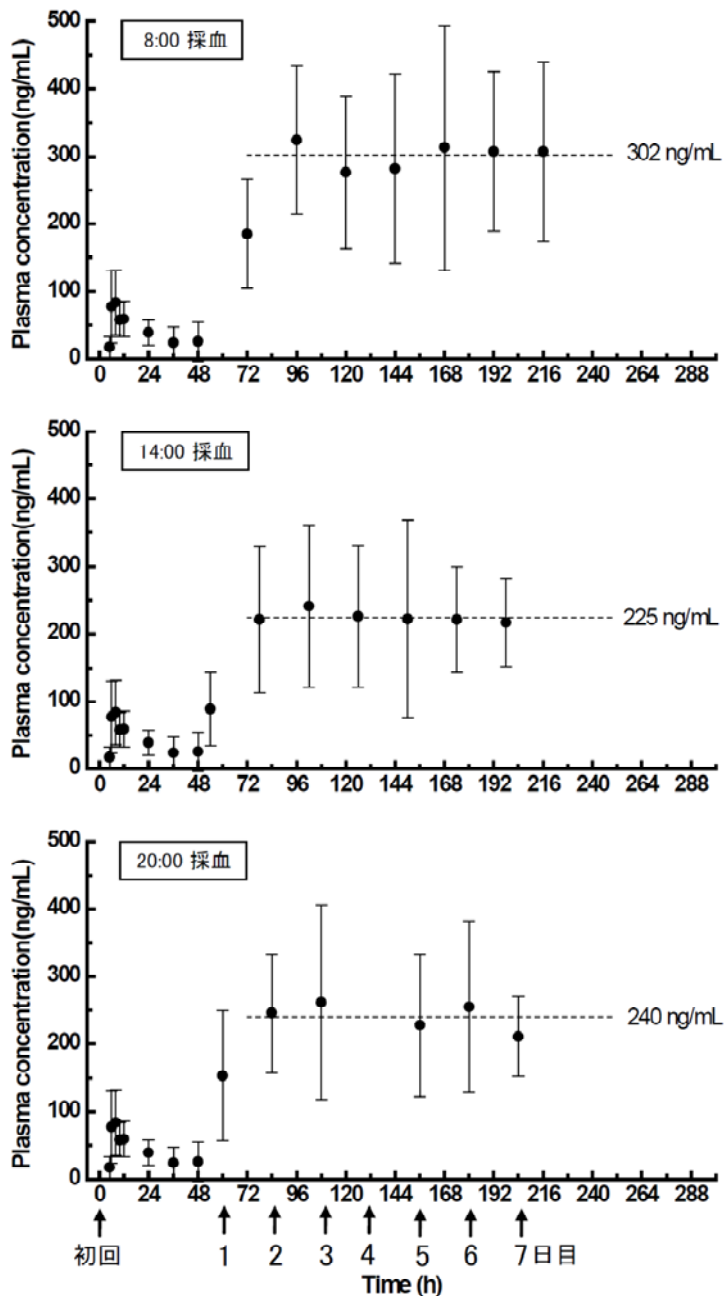 500
8:00 採血
400
300
302 ng/mL
200
100
0
0 24 48 72 96 120 144 168 192 216 240 264 288
Plasma concentration(ng/mL)
500
14:00 採血
400
300
225 ng/mL
200
100
0
0 24 48 72 96 120 144 168 192 216 240 264 288
Plasma concentration(ng/mL)
500
20:00 採血
400
300
240 ng/mL
200
100
0
0 24 48 72 96 120 144 168 192 216 240 264 288
Plasma concentration(ng/mL)
初回 1 2 3 4 5 6 7日目
Time (h)